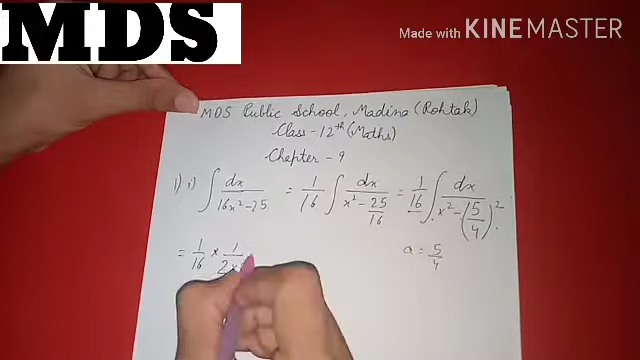 MDS
Made with KINEMASTER
MDS Public School, Madina (Rohtak)
Class - 12th (Maths)
Chapter - 9
1) i) ∫ dx/(16x² - 25) = 1/16 ∫ dx/(x² - 25/16) = 1/16 ∫ dx/(x² - (5/4)²)
= 1/16 × 1/2× a = 5/4